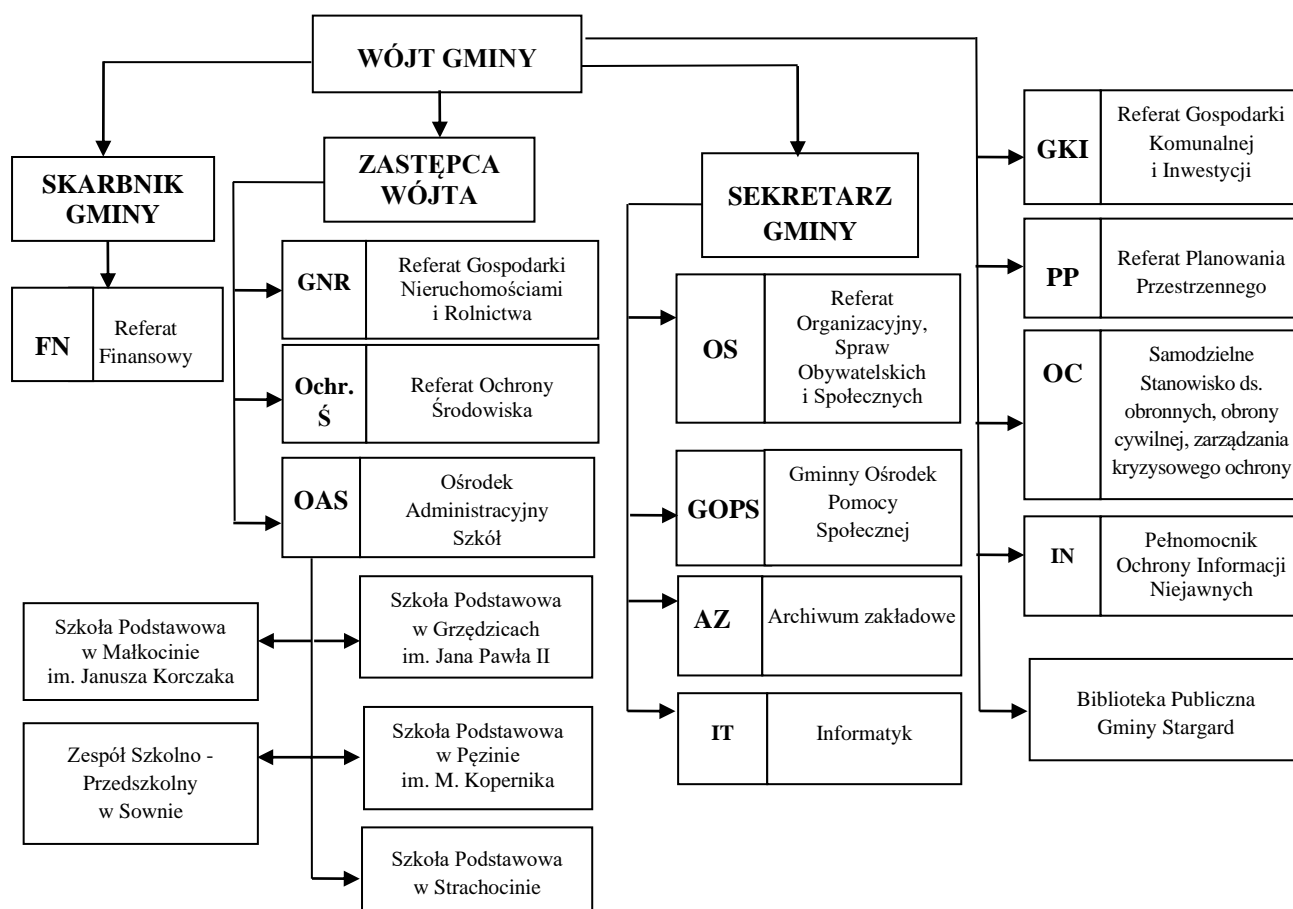 WÓJT GMINY
SKARBNIK
GMINY
FN
Referat
Finansowy
ZASTĘPCA
WÓJTA
GNR
Referat Gospodarki
Nieruchomościami
i Rolnictwa
Ochr.
Ś
Referat Ochrony
Środowiska
OAS
Ośrodek
Administracyjny
Szkół
Szkoła Podstawowa
w Małkocinie
im. Janusza Korczaka
Szkoła Podstawowa
w Grzędzicach
im. Jana Pawła II
Zespół Szkolno -
Przedszkolny
w Sownie
Szkoła Podstawowa
w Pęzinie
im. M. Kopernika
Szkoła Podstawowa
w Strachocinie
SEKRETARZ
GMINY
OS
Referat
Organizacyjny,
Spraw
Obywatelskich
i Społecznych
GOPS
Gminny Ośrodek
Pomocy
Społecznej
AZ
Archiwum zakładowe
IT
Informatyk
GKI
Referat Gospodarki
Komunalnej
i Inwestycji
PP
Referat Planowania
Przestrzennego
OC
Samodzielne
Stanowisko ds.
obronnych, obrony
cywilnej, zarządzania
kryzysowego ochrony
IN
Pełnomocnik
Ochrony Informacji
Niejawnych
Biblioteka Publiczna
Gminy Stargard